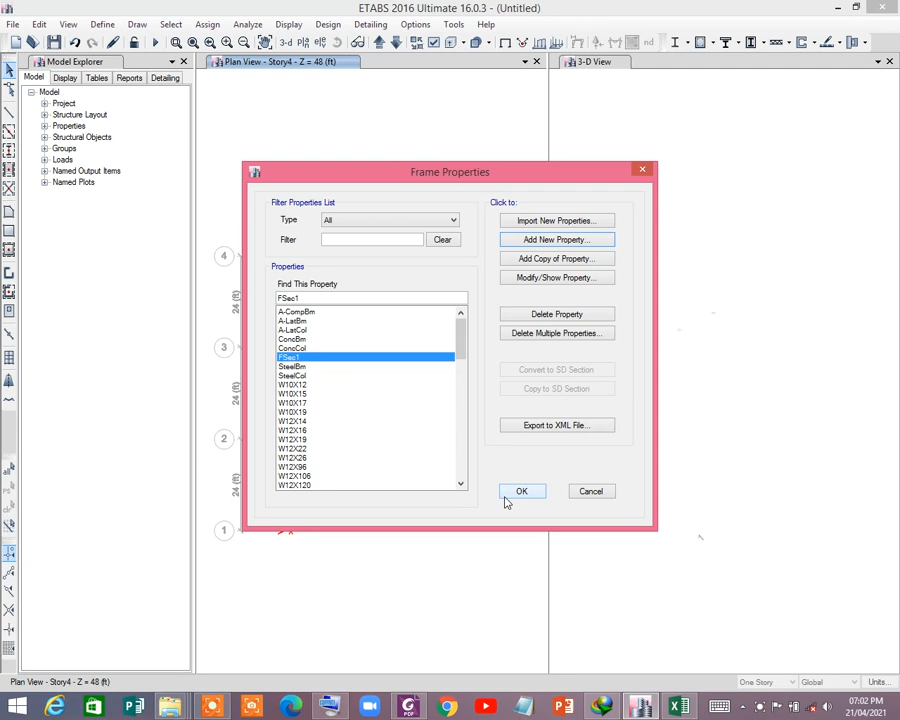 ETABS 2016 Ultimate 16.0.3 - (Untitled)
File Edit View Define Draw Select Assign Analyze Display Design Detailing Options Tools Help
3-d nd
Model Explorer
Plan View - Story4 - Z = 48 (ft)
3-D View
Model Display Tables Reports Detailing
Model
Project
Structure Layout
Properties
Structural Objects
Groups
Loads
Named Output Items
Named Plots
4
24 (ft)
3
24 (ft)
2
24 (ft)
1
Frame Properties
Filter Properties List
Type All
Filter Clear
Properties
Find This Property
FSec1
A-CompBm
A-LatBm
A-LatCol
ConcBm
ConcCol
FSec1
SteelBm
SteelCol
W10X12
W10X15
W10X17
W10X19
W12X14
W12X16
W12X19
W12X22
W12X26
W12X96
W12X106
W12X120
Click to:
Import New Properties...
Add New Property...
Add Copy of Property...
Modify/Show Property...
Delete Property
Delete Multiple Properties...
Convert to SD Section
Copy to SD Section
Export to XML File...
OK Cancel
Plan View - Story4 - Z = 48 (ft)
One Story Global Units...
07:02 PM
21/04/2021